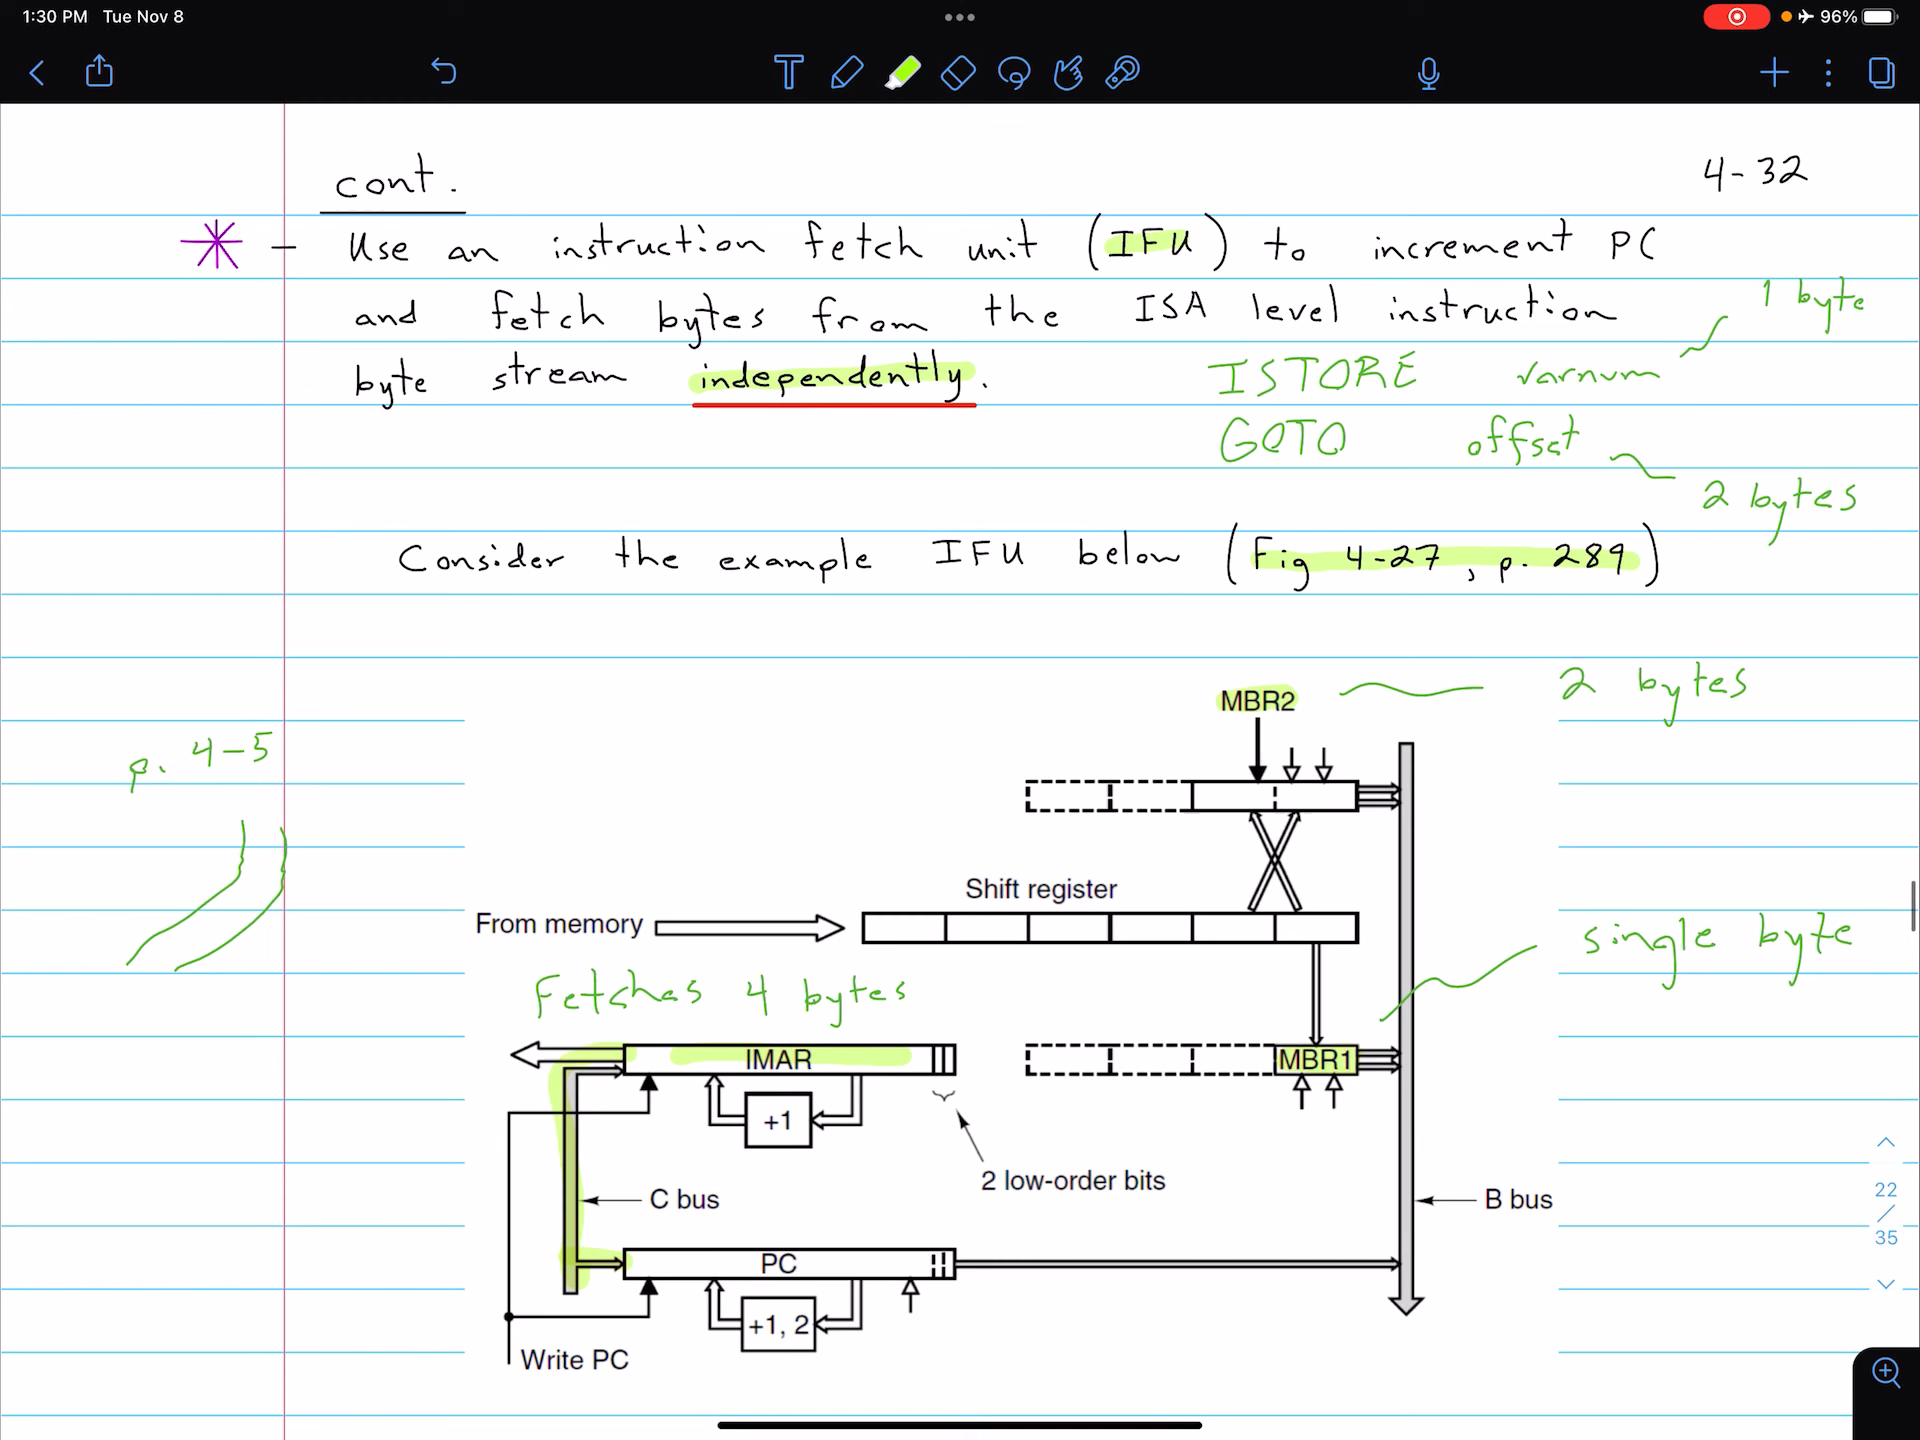 1:30 PM Tue Nov 8
96%
cont.
4-32
- Use an instruction fetch unit (IFU) to increment PC
and fetch bytes from the ISA level instruction
1 byte
byte stream independently.
ISTORE varnum
GOTO offset
2 bytes
Consider the example IFU below (Fig 4-27, p. 289)
MBR2
2 bytes
p. 4-5
Shift register
From memory
single byte
Fetches 4 bytes
IMAR
MBR1
+1
2 low-order bits
C bus
B bus
22
/
35
PC
+1, 2
Write PC